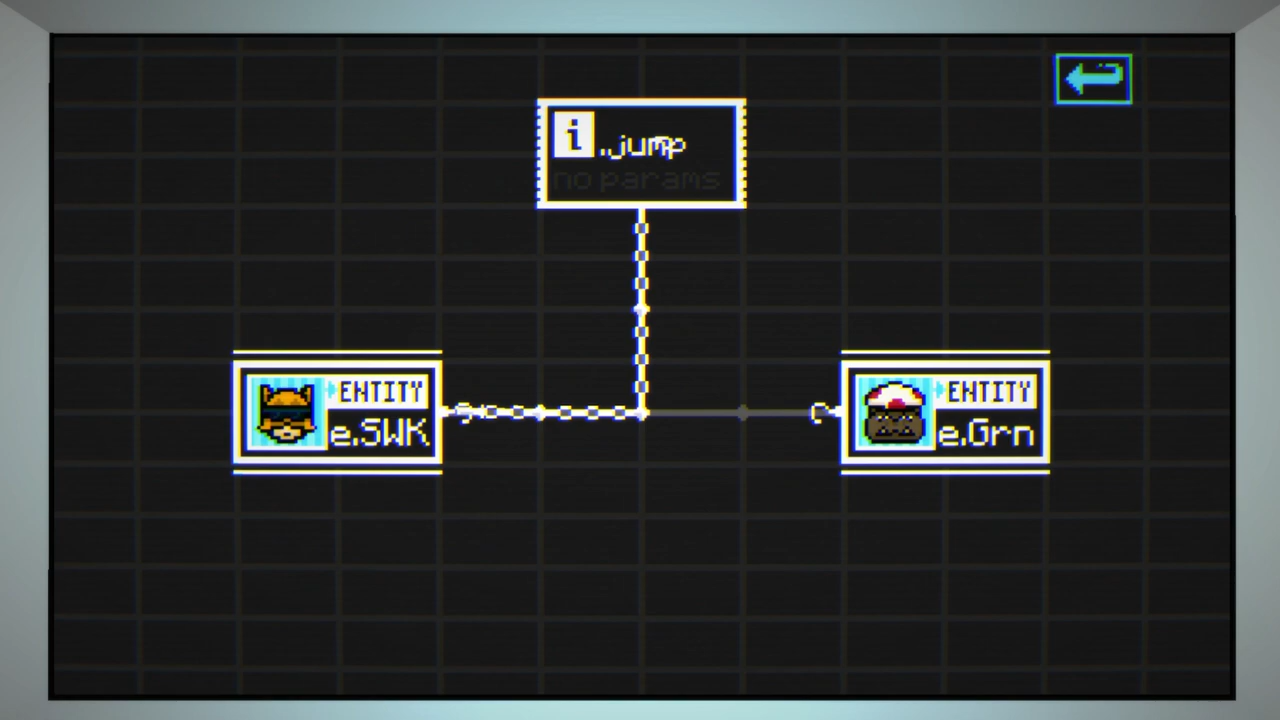 i .jump
no params
ENTITY
e.SWK
ENTITY
e.Grn